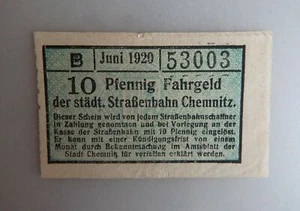 B Juni 1920 53003
10 Pfennig Fahrgeld
der städt. Straßenbahn Chemnitz.
Dieser Schein wird von jedem Straßenbahnschaffner
in Zahlung genommen und bei Vorlegung an der
Kasse der Straßenbahn mit 10 Pfennig eingelöst.
Er kann mit einer Kündigungsfrist von einem
Monat durch Bekanntmachung im Amtsblatt der
Stadt Chemnitz für verfallen erklärt werden.